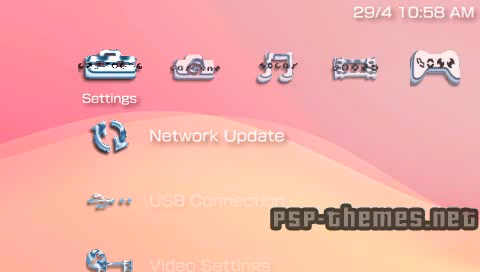 29/4 10:58 AM
Settings
Network Update
USB Connection
psp-themes.net
Video Settings